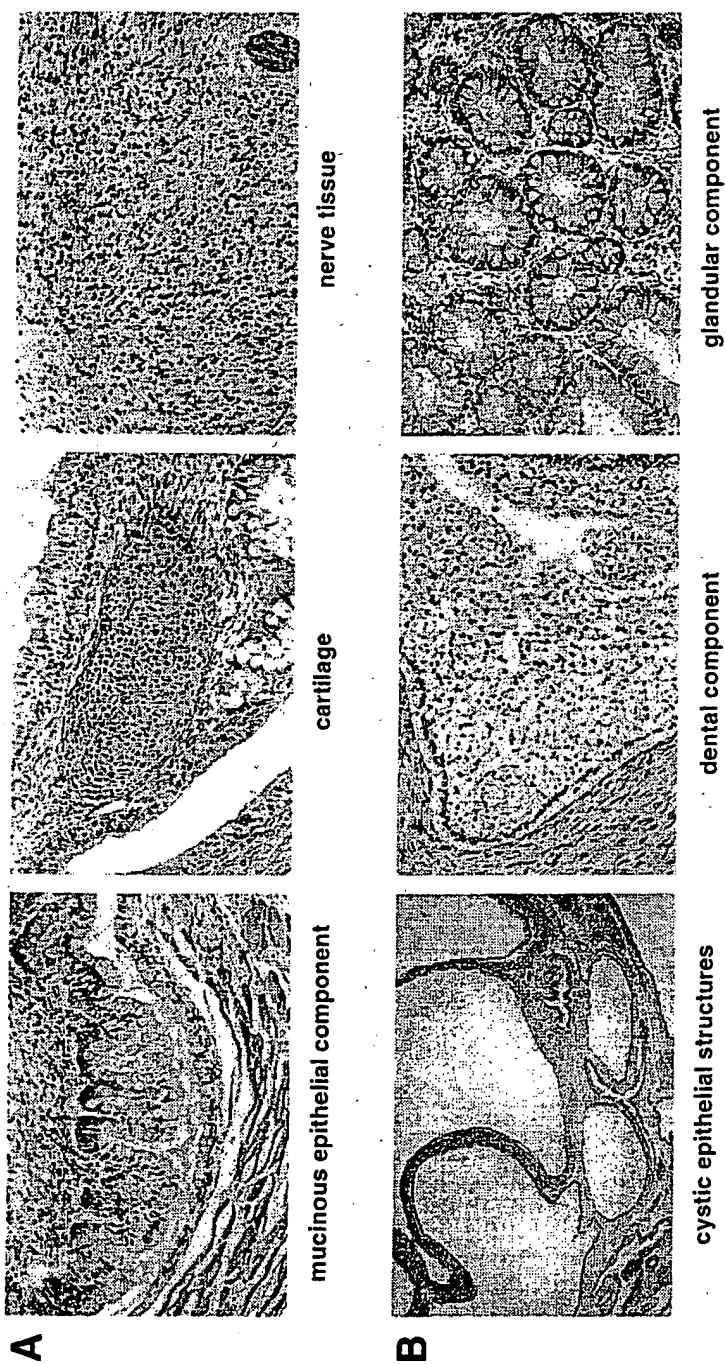 A
mucinous epithelial component
cartilage
nerve tissue
B
cystic epithelial structures
dental component
glandular component